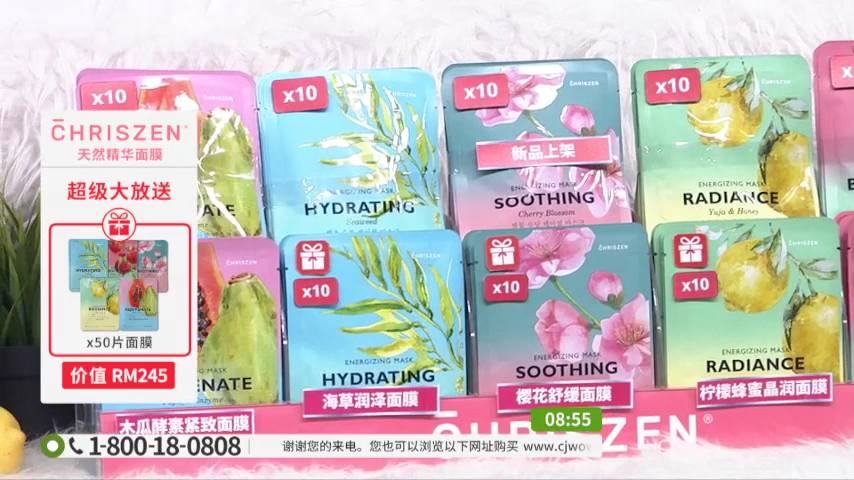 CHRISZEN®
天然精华面膜
超级大放送
x50片面膜
价值 RM245
x10
x10
HYDRATING
Seaweed
x10
CHRISZEN
新品上架
ENERGIZING MASK
SOOTHING
Cherry Blossom
x10
CHRISZEN
ENERGIZING MASK
RADIANCE
Yuja & Honey
CHRISZEN
x10
CHRISZEN
ENERGIZING MASK
HYDRATING
海草润泽面膜
x10
CHRISZEN
ENERGIZING MASK
SOOTHING
樱花舒缓面膜
x10
CHRISZEN
ENERGIZING MASK
RADIANCE
柠檬蜂蜜晶润面膜
木瓜酵素紧致面膜
CHRISZEN®
08:55
1-800-18-0808
谢谢您的来电。您也可以浏览以下网址购买 www.cjwow